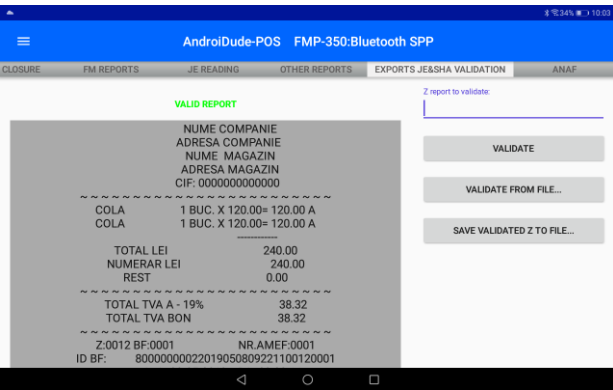 34% 10:03
AndroiDude-POS FMP-350:Bluetooth SPP
CLOSURE FM REPORTS JE READING OTHER REPORTS EXPORTS JE&SHA VALIDATION ANAF
VALID REPORT
NUME COMPANIE
ADRESA COMPANIE
NUME MAGAZIN
ADRESA MAGAZIN
CIF: 0000000000000
~ ~ ~ ~ ~ ~ ~ ~ ~ ~ ~ ~ ~ ~ ~ ~ ~ ~ ~ ~ ~ ~ ~ ~
COLA 1 BUC. X 120.00= 120.00 A
COLA 1 BUC. X 120.00= 120.00 A
-----------
TOTAL LEI 240.00
NUMERAR LEI 240.00
REST 0.00
~ ~ ~ ~ ~ ~ ~ ~ ~ ~ ~ ~ ~ ~ ~ ~ ~ ~ ~ ~ ~ ~ ~ ~
TOTAL TVA A - 19% 38.32
TOTAL TVA BON 38.32
~ ~ ~ ~ ~ ~ ~ ~ ~ ~ ~ ~ ~ ~ ~ ~ ~ ~ ~ ~ ~ ~ ~ ~
Z:0012 BF:0001 NR.AMEF:0001
ID BF: 8000000002201905080922110012​0001
Z report to validate:
VALIDATE
VALIDATE FROM FILE...
SAVE VALIDATED Z TO FILE...